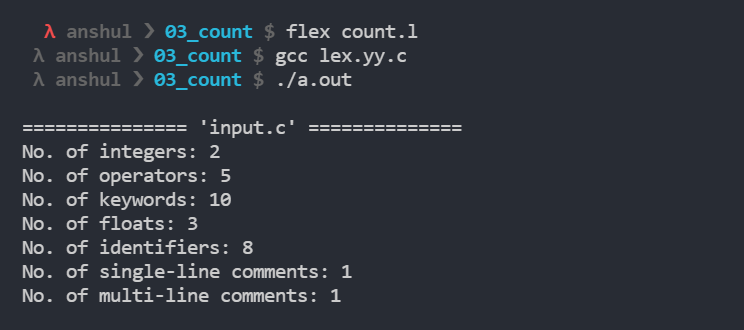 λ anshul ❯ 03_count $ flex count.l
λ anshul ❯ 03_count $ gcc lex.yy.c
λ anshul ❯ 03_count $ ./a.out
=============== 'input.c' ==============
No. of integers: 2
No. of operators: 5
No. of keywords: 10
No. of floats: 3
No. of identifiers: 8
No. of single-line comments: 1
No. of multi-line comments: 1